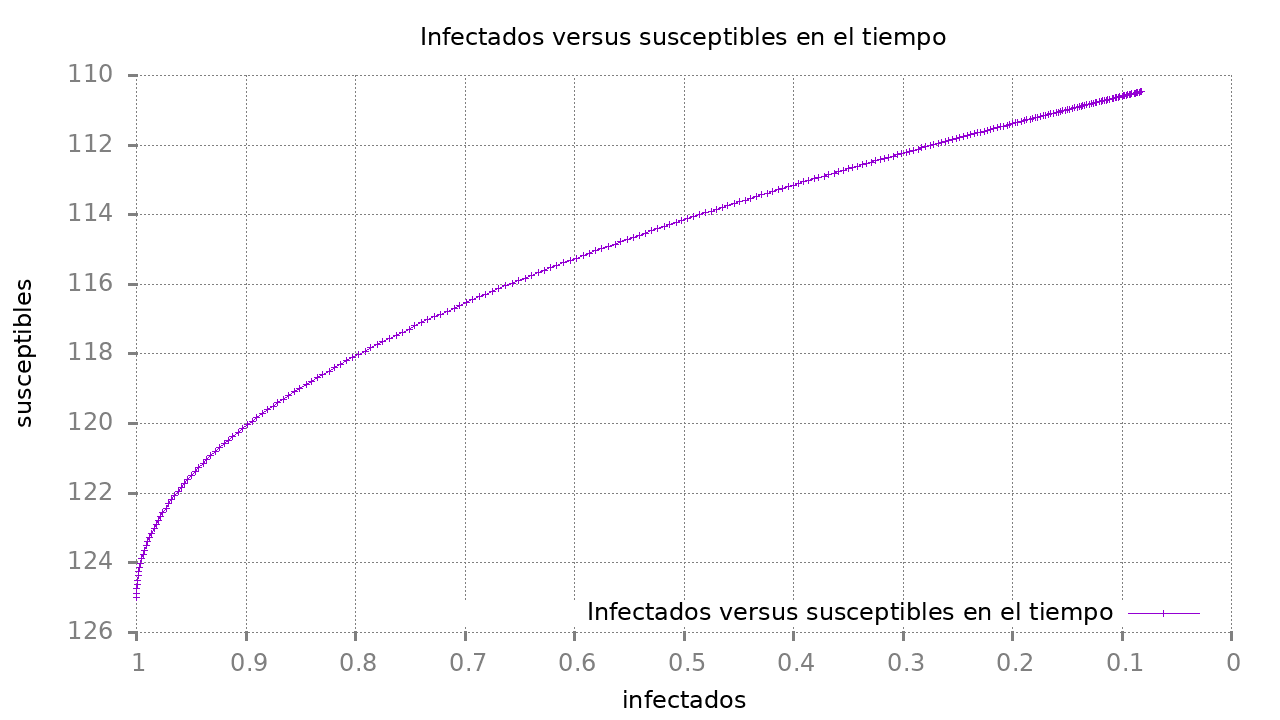 Infectados versus susceptibles en el tiempo
110
112
114
116
118
120
122
124
126
susceptibles
Infectados versus susceptibles en el tiempo
1 0.9 0.8 0.7 0.6 0.5 0.4 0.3 0.2 0.1 0
infectados